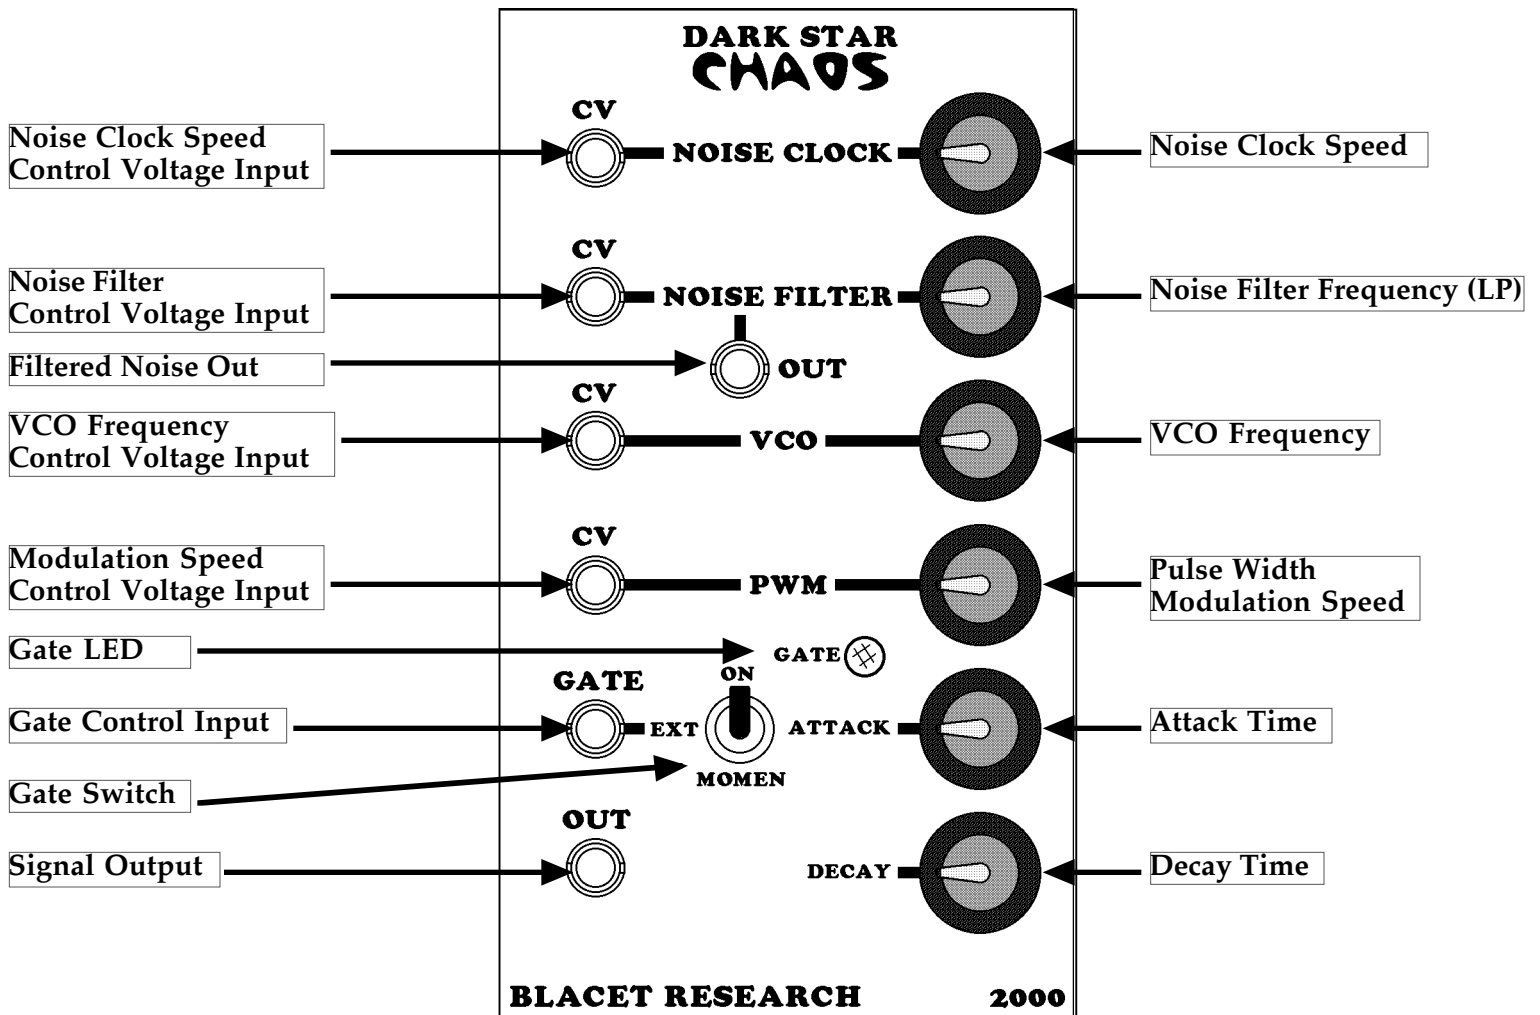 DARK STAR
CHAOS
CV
Noise Clock Speed
Control Voltage Input
NOISE CLOCK
Noise Clock Speed
CV
Noise Filter
Control Voltage Input
NOISE FILTER
Noise Filter Frequency (LP)
Filtered Noise Out
OUT
CV
VCO Frequency
Control Voltage Input
VCO
VCO Frequency
CV
Modulation Speed
Control Voltage Input
PWM
Pulse Width
Modulation Speed
Gate LED
GATE
ON
GATE
Gate Control Input
EXT
ATTACK
Attack Time
MOMEN
Gate Switch
OUT
Signal Output
DECAY
Decay Time
BLACET RESEARCH 2000